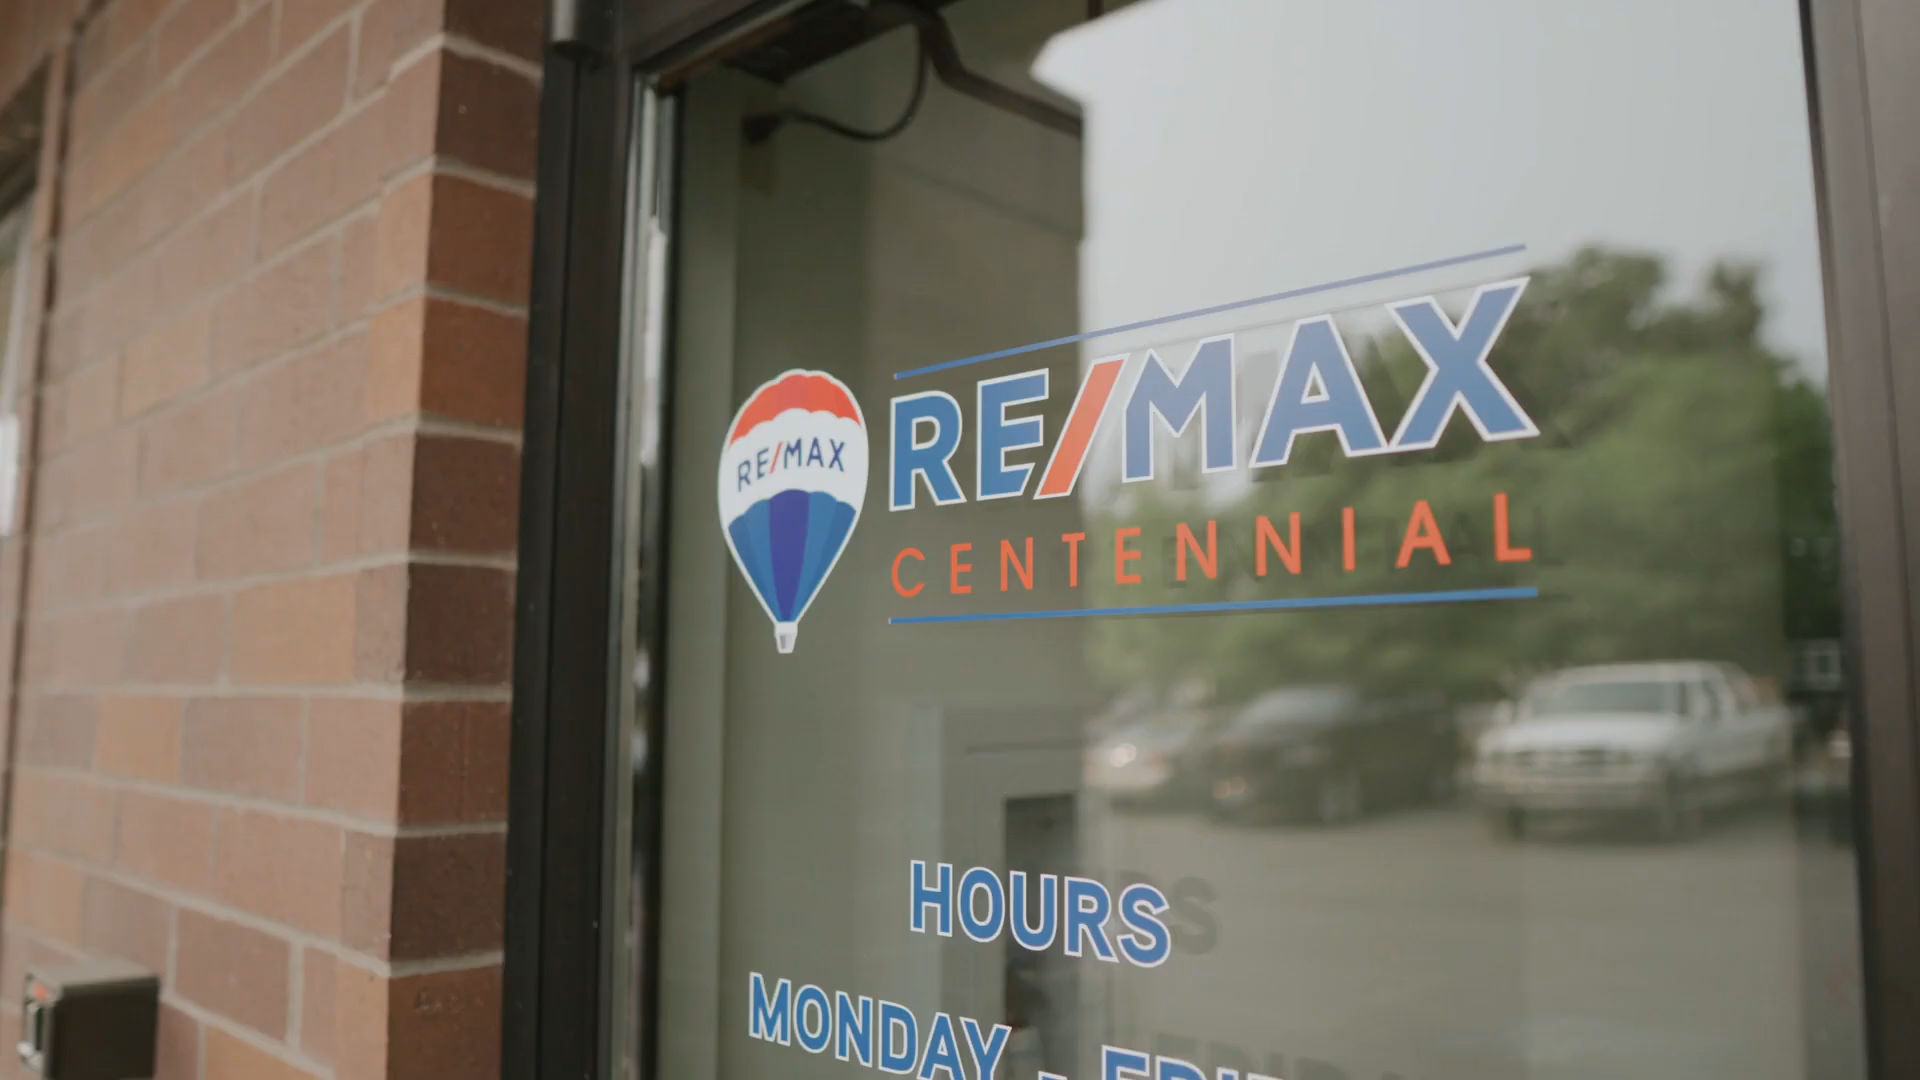 RE/MAX
RE/MAX
CENTENNIAL
HOURS
MONDAY -